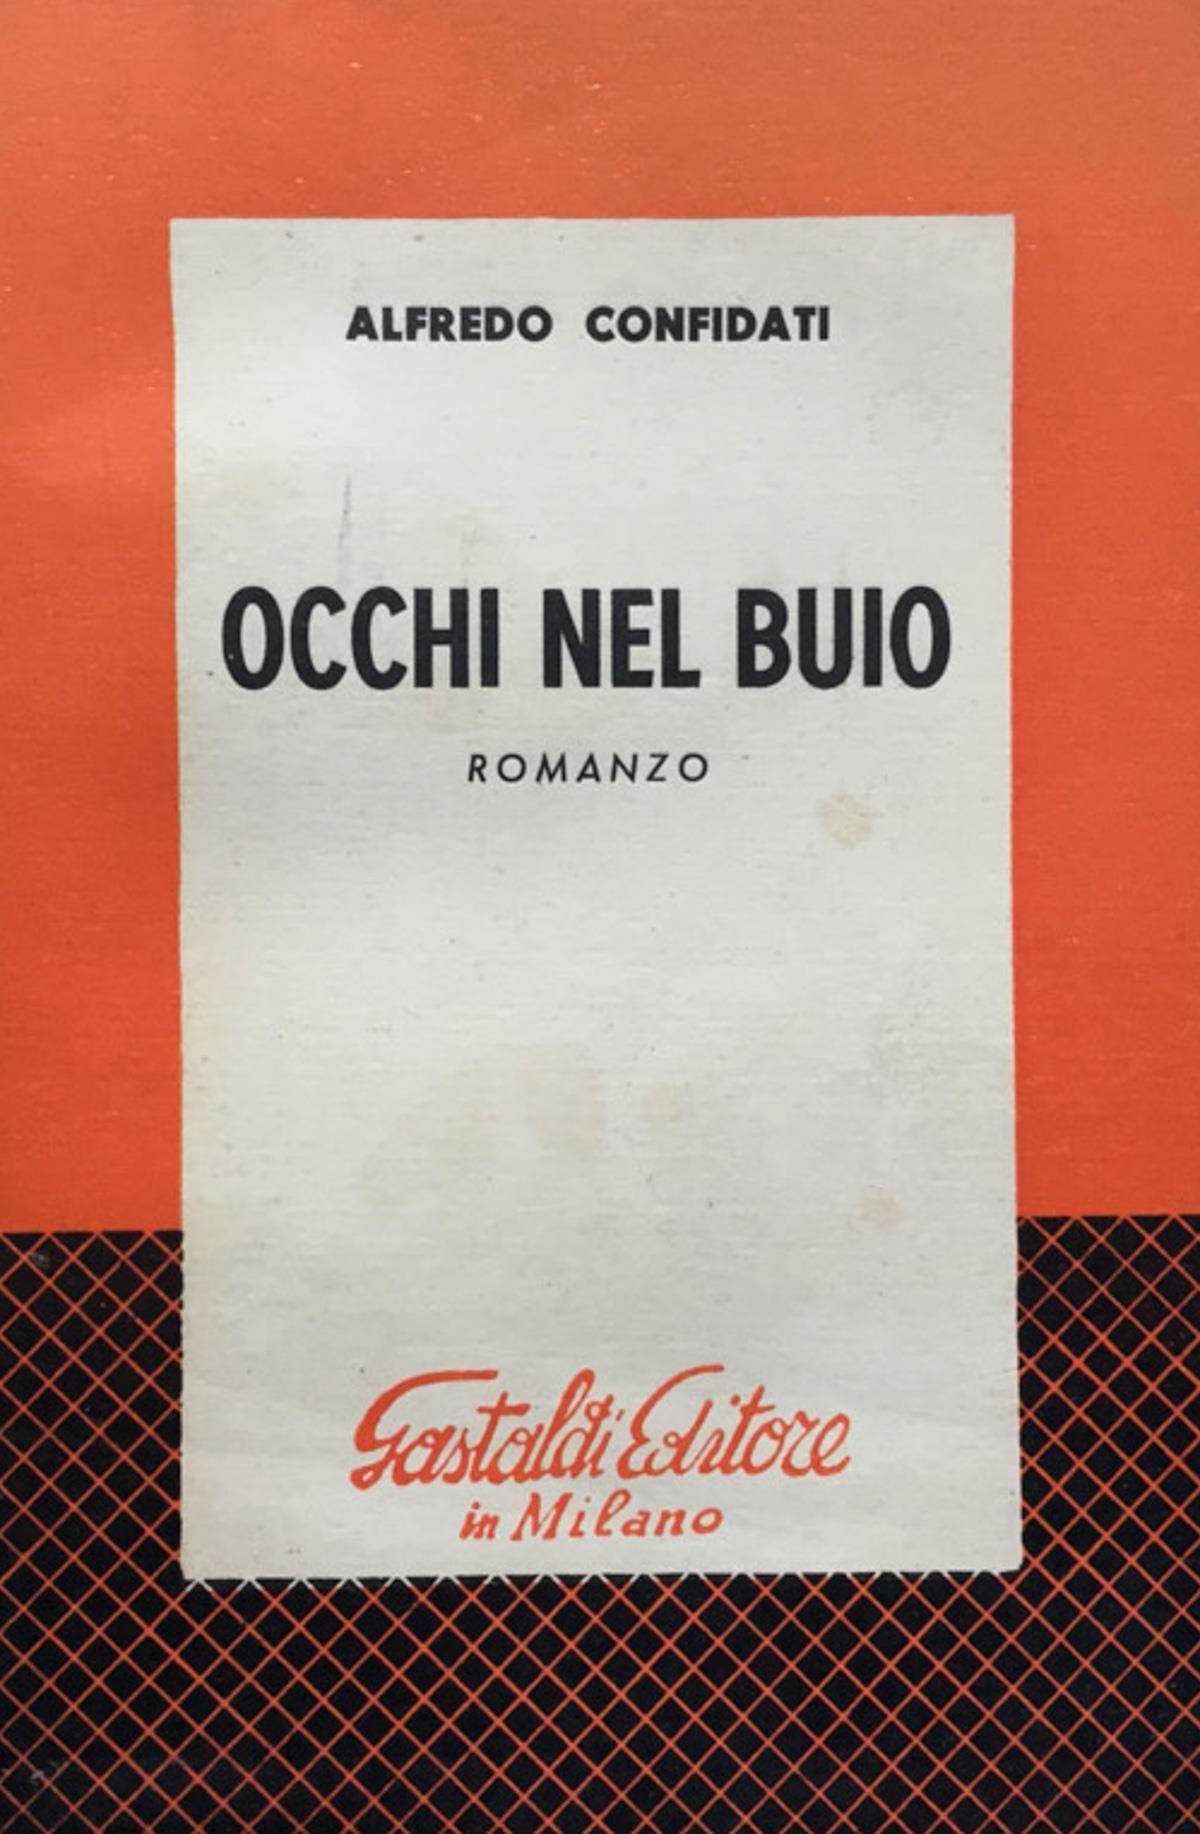 ALFREDO CONFIDATI
OCCHI NEL BUIO
ROMANZO
Gastaldi Editore
in Milano